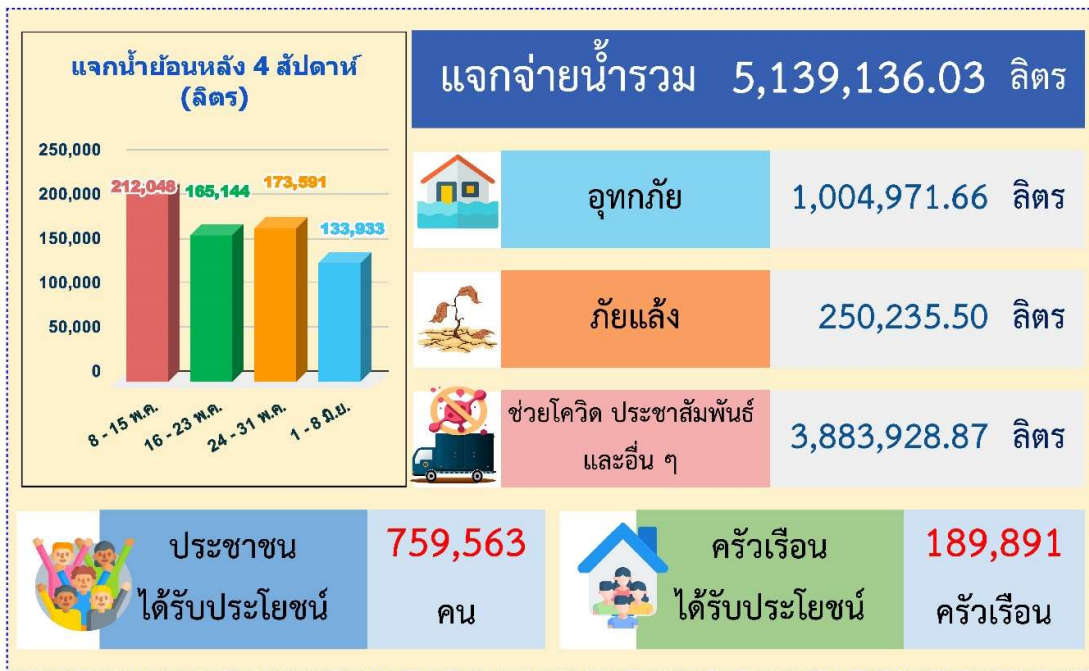 แจกน้ำย้อนหลัง 4 สัปดาห์
(ลิตร)
250,000
200,000
150,000
100,000
50,000
0
212,048
165,144
173,591
133,933
8 - 15 พ.ค.
16 - 23 พ.ค.
24 - 31 พ.ค.
1 - 8 มิ.ย.
แจกจ่ายน้ำรวม 5,139,136.03 ลิตร
อุทกภัย 1,004,971.66 ลิตร
ภัยแล้ง 250,235.50 ลิตร
ช่วยโควิด ประชาสัมพันธ์
และอื่น ๆ
3,883,928.87 ลิตร
ประชาชน
ได้รับประโยชน์
759,563
คน
ครัวเรือน
ได้รับประโยชน์
189,891
ครัวเรือน